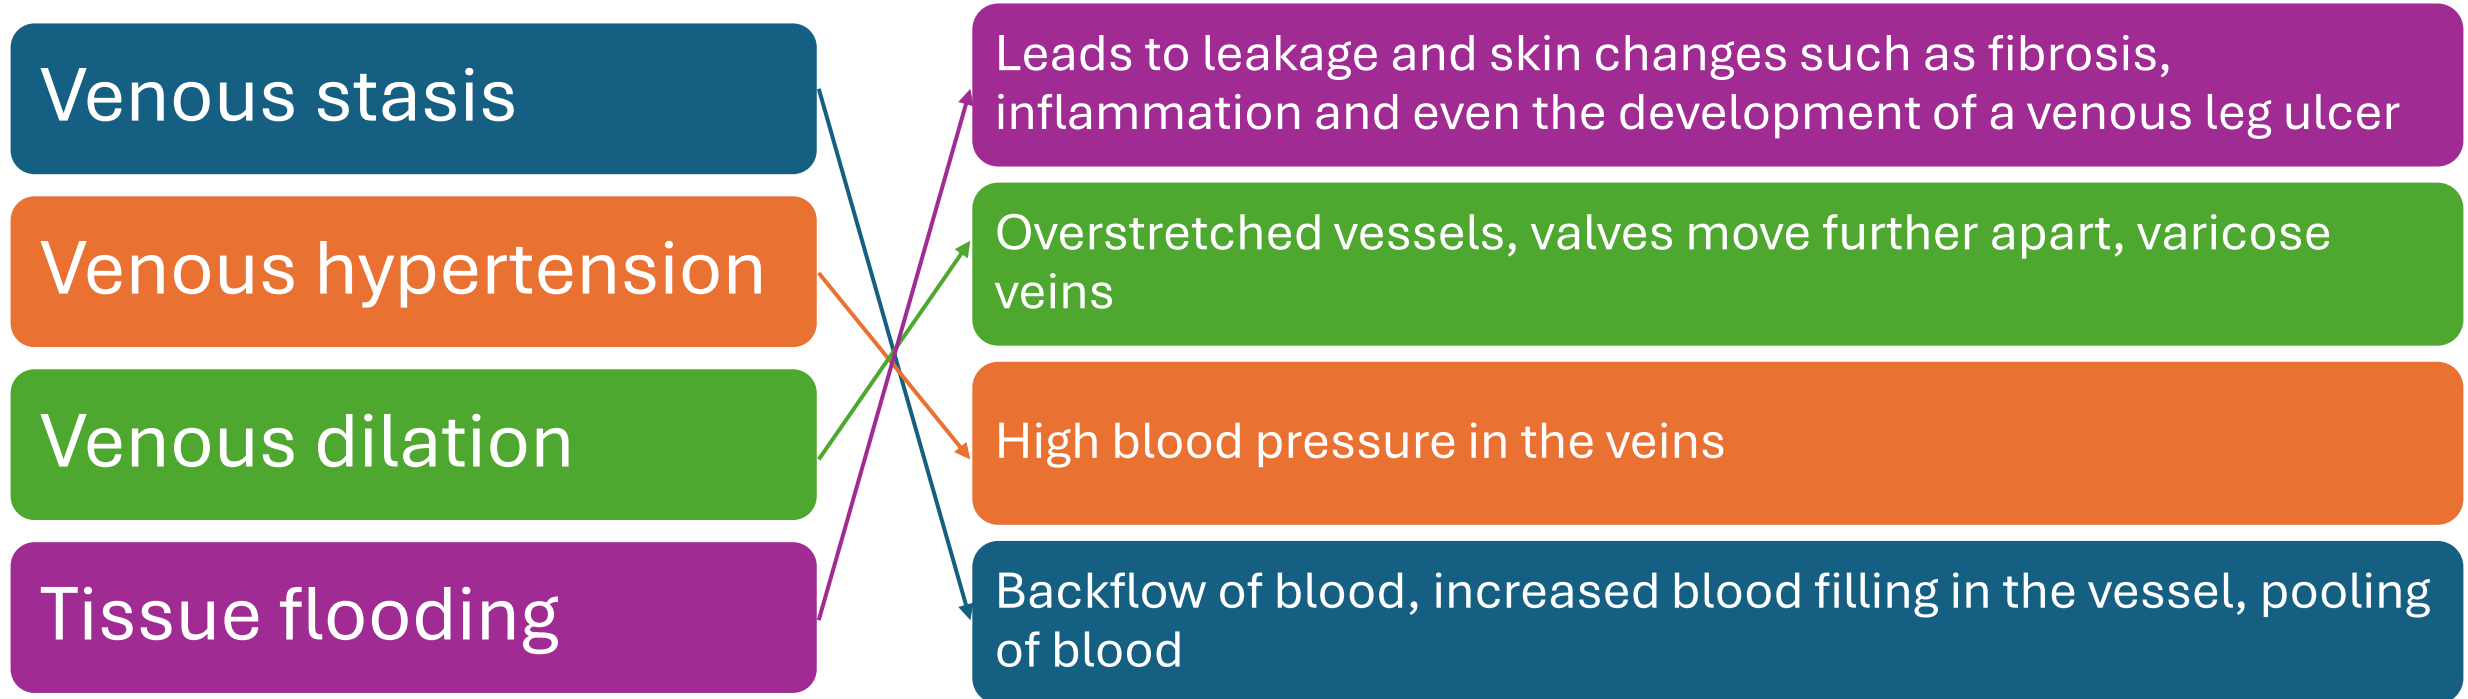 Venous stasis
Venous hypertension
Venous dilation
Tissue flooding
Leads to leakage and skin changes such as fibrosis,
inflammation and even the development of a venous leg ulcer
Overstretched vessels, valves move further apart, varicose
veins
High blood pressure in the veins
Backflow of blood, increased blood filling in the vessel, pooling
of blood